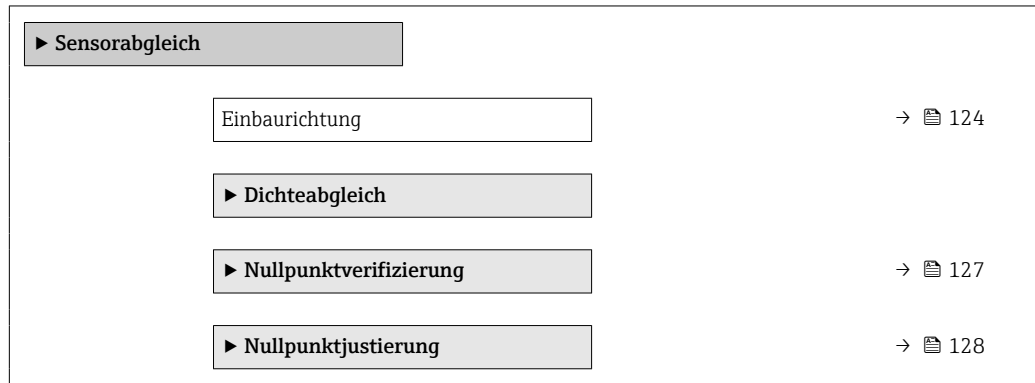 ▶ Sensorabgleich
Einbaurichtung → 124
▶ Dichteabgleich
▶ Nullpunktverifizierung → 127
▶ Nullpunktjustierung → 128